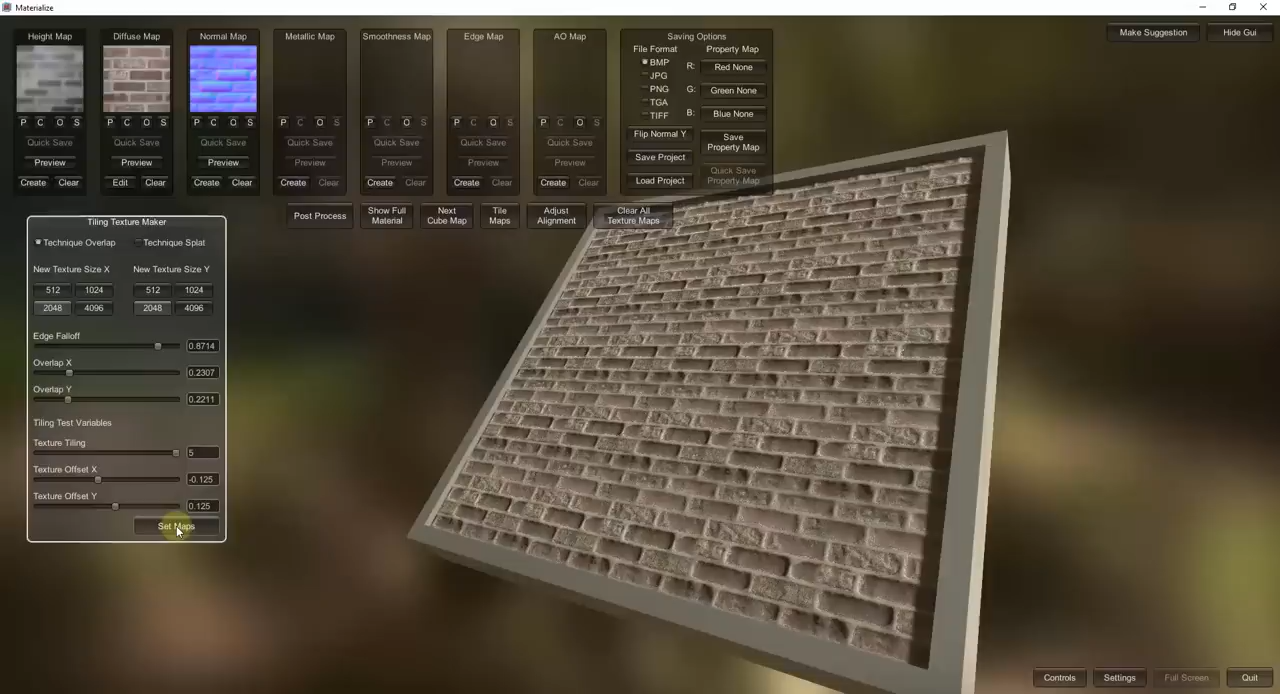 Materialize
Make Suggestion
Hide Gui
Height Map
Diffuse Map
Normal Map
Metallic Map
Smoothness Map
Edge Map
AO Map
P C O S
P C O S
P C O S
P C O S
P C O S
P C O S
P C O S
Quick Save
Quick Save
Quick Save
Quick Save
Quick Save
Quick Save
Quick Save
Preview
Preview
Preview
Preview
Preview
Preview
Preview
Create Clear
Edit Clear
Create Clear
Create Clear
Create Clear
Create Clear
Create Clear
Saving Options
File Format
BMP
JPG
PNG
TGA
TIFF
Flip Normal Y
Save Project
Load Project
Property Map
R: Red None
G: Green None
B: Blue None
Save
Property Map
Quick Save
Property Map
Post Process
Show Full
Material
Next
Cube Map
Tile
Maps
Adjust
Alignment
Clear All
Texture Maps
Tiling Texture Maker
Technique Overlap
Technique Splat
New Texture Size X
New Texture Size Y
512 1024
512 1024
2048 4096
2048 4096
Edge Falloff
0.8714
Overlap X
0.2307
Overlap Y
0.2211
Tiling Test Variables
Texture Tiling
5
Texture Offset X
-0.125
Texture Offset Y
0.125
Set Maps
Controls
Settings
Full Screen
Quit